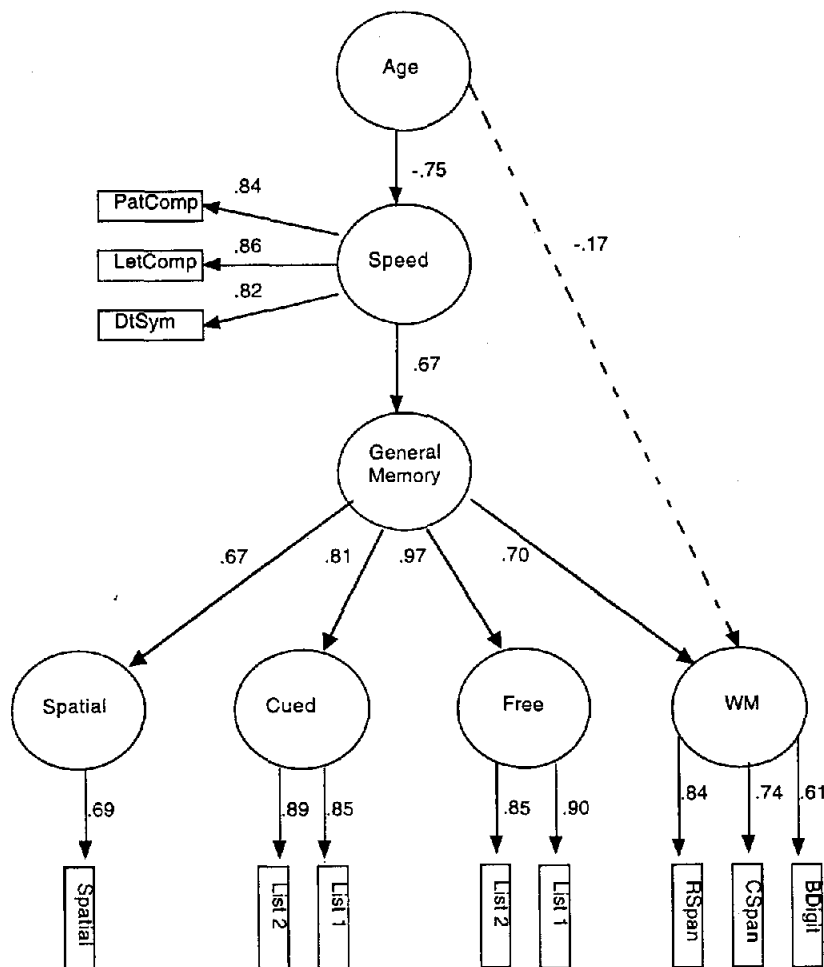 Age
-.75
.84
PatComp
-.17
.86
LetComp
Speed
.82
DtSym
.67
General
Memory
.67
.81
.97
.70
Spatial
Cued
Free
WM
.69
.89
.85
.85
.90
.84
.74
.61
Spatial
List 2
List 1
List 2
List 1
RSpan
CSpan
BDigit